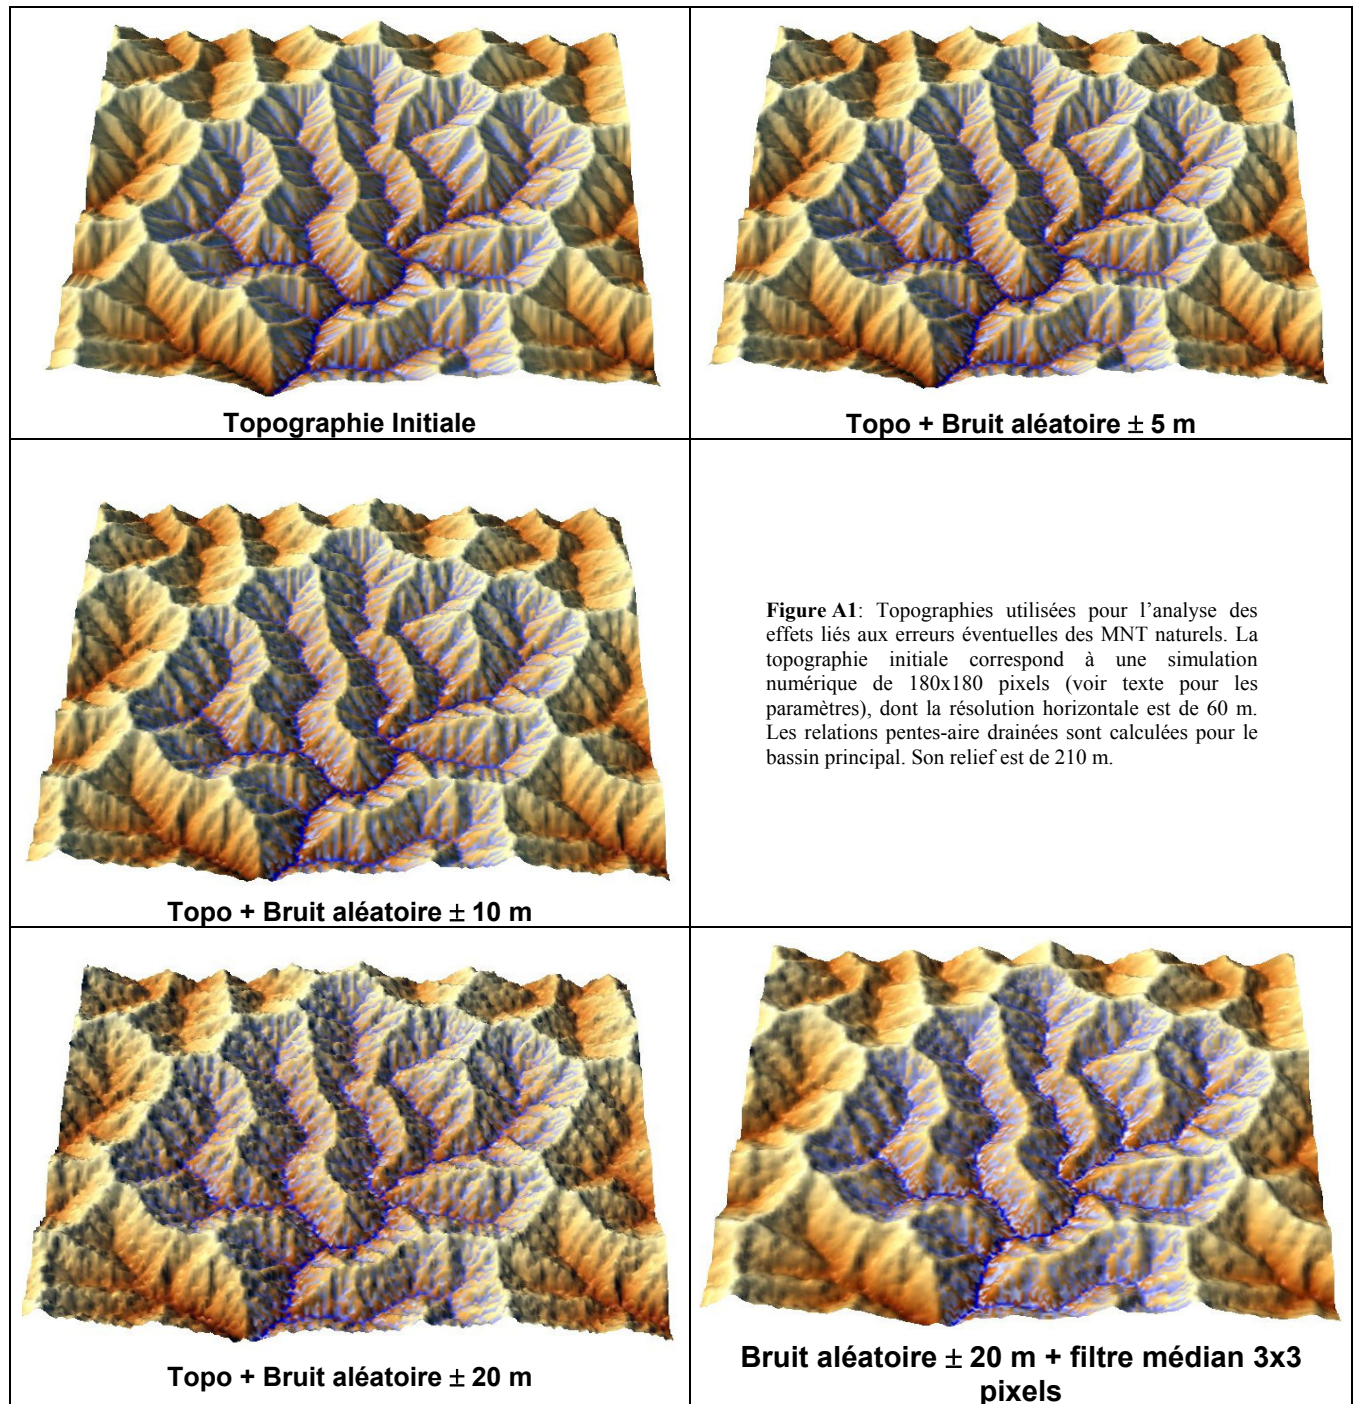 Topographie Initiale
Topo + Bruit aléatoire ± 5 m
Topo + Bruit aléatoire ± 10 m
Figure A1: Topographies utilisées pour l’analyse des
effets liés aux erreurs éventuelles des MNT naturels. La
topographie initiale correspond à une simulation
numérique de 180x180 pixels (voir texte pour les
paramètres), dont la résolution horizontale est de 60 m.
Les relations pentes-aire drainées sont calculées pour le
bassin principal. Son relief est de 210 m.
Topo + Bruit aléatoire ± 20 m
Bruit aléatoire ± 20 m + filtre médian 3x3
pixels